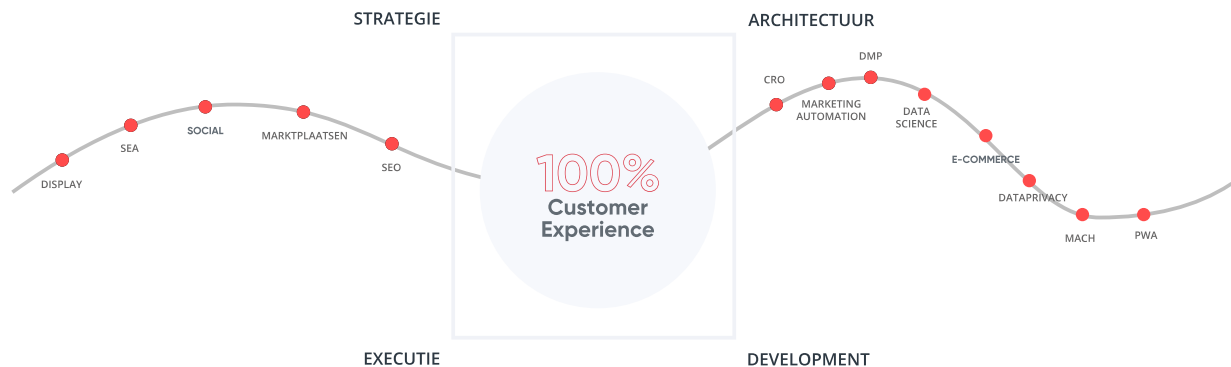 STRATEGIE
ARCHITECTUUR
DISPLAY
SEA
SOCIAL
MARKTPLAATSEN
SEO
100%
Customer
Experience
CRO
MARKETING
AUTOMATION
DMP
DATA
SCIENCE
E-COMMERCE
DATAPRIVACY
MACH
PWA
EXECUTIE
DEVELOPMENT